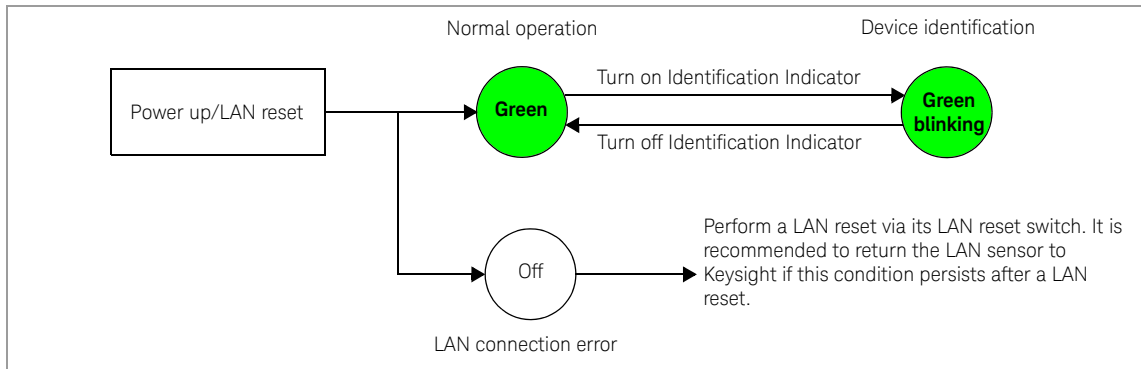 Normal operation
Device identification
Power up/LAN reset
Green
Turn on Identification Indicator
Turn off Identification Indicator
Green
blinking
Off
LAN connection error
Perform a LAN reset via its LAN reset switch. It is
recommended to return the LAN sensor to
Keysight if this condition persists after a LAN
reset.